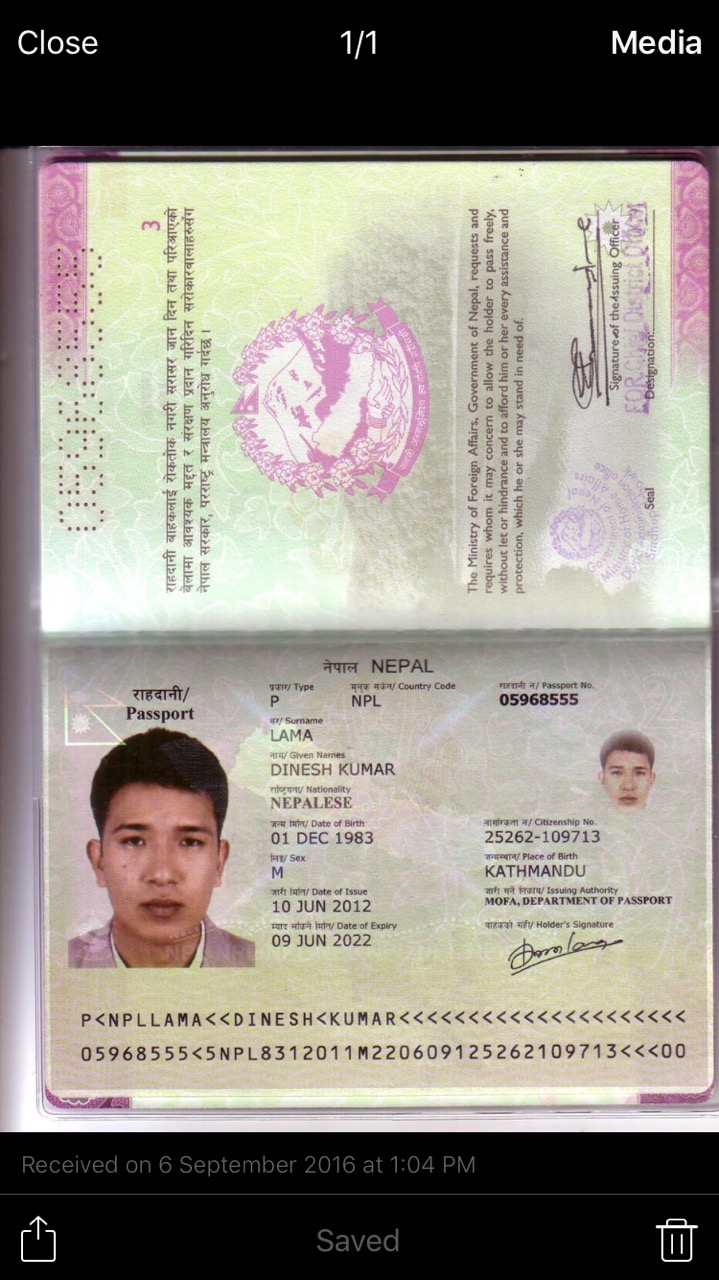 Close
1/1
Media
3
राहदानी बाहकलाई रोकतोक नगरी सरासर जान दिन तथा परिआएको
बेलामा आवश्यक मद्दत र संरक्षण प्रदान गरिदिन सरोकारवालाहरुसँग
नेपाल सरकार, परराष्ट्र मन्त्रालय अनुरोध गर्दछ ।
The Ministry of Foreign Affairs, Government of Nepal, requests and
requires whom it may concern to allow the holder to pass freely,
without let or hindrance and to afford him or her every assistance and
protection, which he or she may stand in need of.
Signature of the Issuing Officer
Designation
Seal
नेपाल NEPAL
राहदानी/
Passport
प्रकार/ Type
Country Code
राहदानी नं/ Passport No.
P
NPL
05968555
थर/ Surname
LAMA
नाम/ Given Names
DINESH KUMAR
राष्ट्रियता/ Nationality
NEPALESE
जन्म मिति/ Date of Birth
नागरिकता नं/ Citizenship No.
01 DEC 1983
25262-109713
लिङ्ग/ Sex
जन्मस्थान/ Place of Birth
M
KATHMANDU
जारी मिति/ Date of Issue
जारी गर्ने निकाय/ Issuing Authority
10 JUN 2012
MOFA, DEPARTMENT OF PASSPORT
Date of Expiry
Holder's Signature
09 JUN 2022
P<NPLLAMA<<DINESH<KUMAR<<<<<<<<<<<<<<<<<<<<<
05968555<5NPL8312011M220609125262109713<<<00
Received on 6 September 2016 at 1:04 PM
Saved